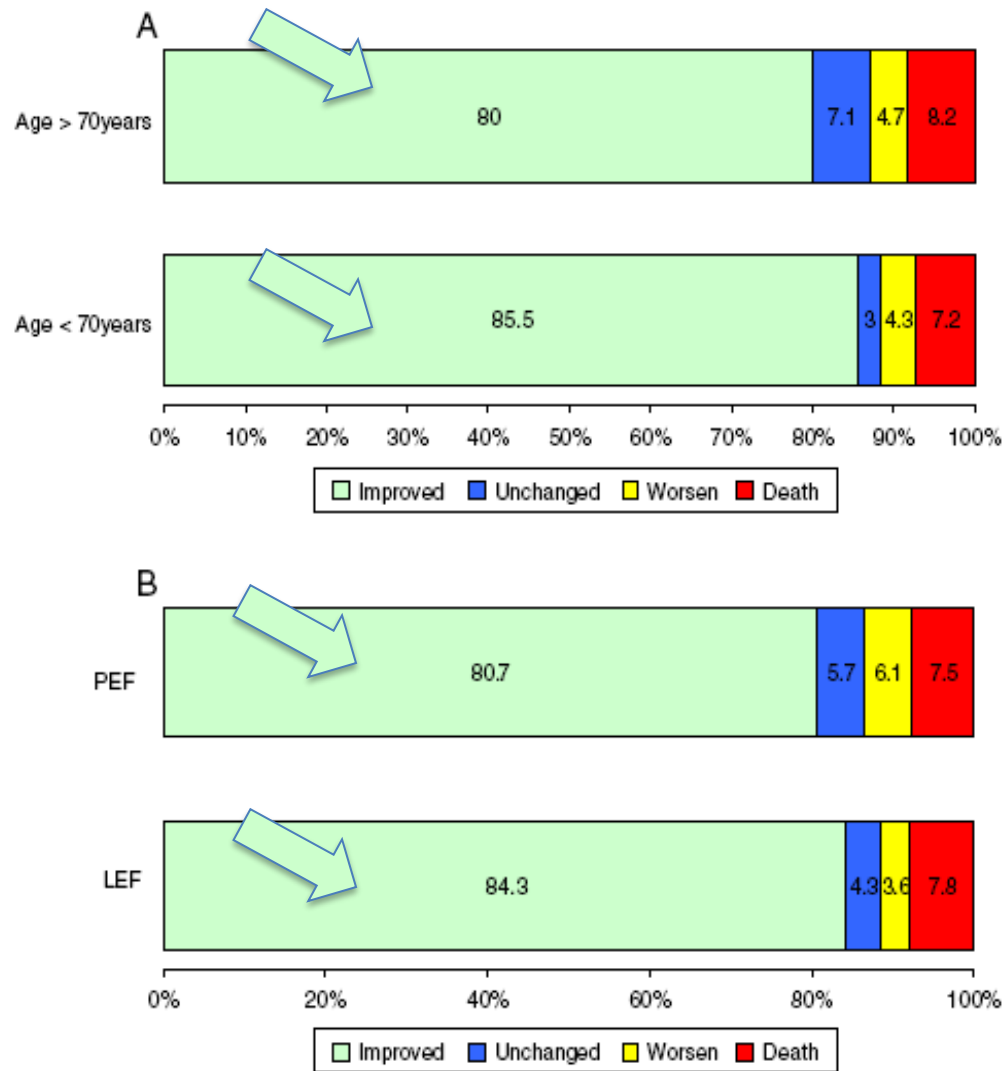 A
Age > 70years
80 7.1 4.7 8.2
Age < 70years
85.5 3 4.3 7.2
0% 10% 20% 30% 40% 50% 60% 70% 80% 90% 100%
Improved Unchanged Worsen Death
B
PEF
80.7 5.7 6.1 7.5
LEF
84.3 4.3 3.6 7.8
0% 20% 40% 60% 80% 100%
Improved Unchanged Worsen Death